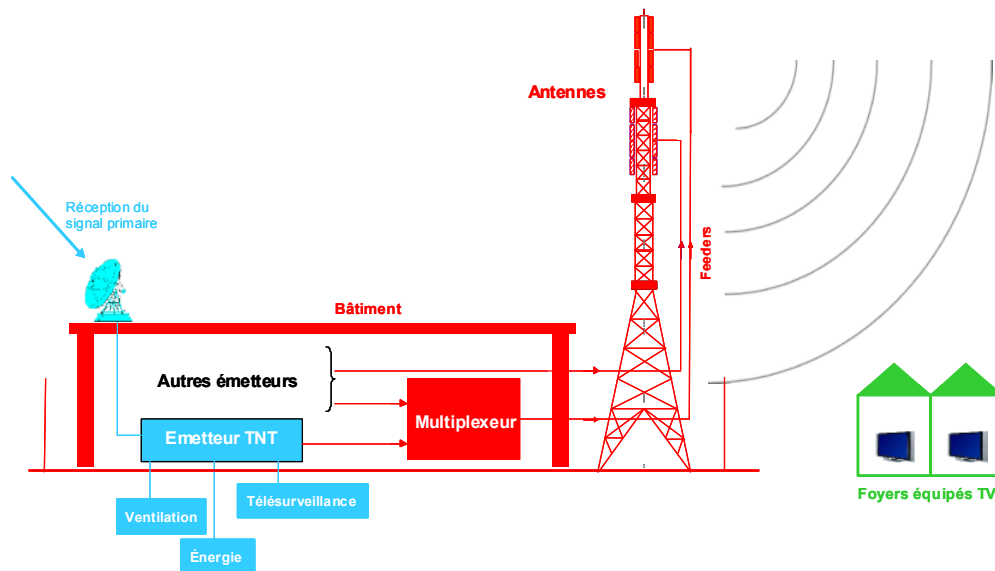 Antennes
Réception du
signal primaire
Feeders
Bâtiment
Autres émetteurs
Multiplexeur
Emetteur TNT
Télésurveillance
Ventilation
Énergie
Foyers équipés TV